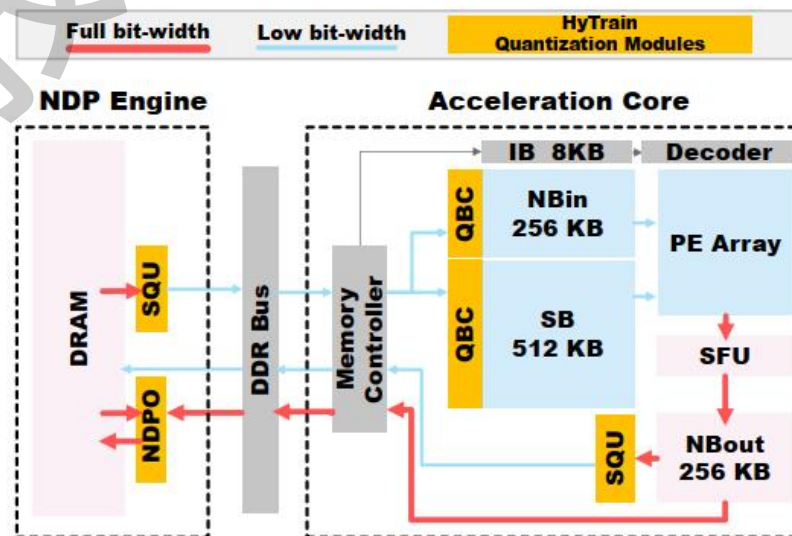 Full bit-width
Low bit-width
HyTrain
Quantization Modules
NDP Engine
Acceleration Core
IB 8KB
Decoder
QBC
NBin
256 KB
PE Array
SQU
DRAM
DDR Bus
Memory
Controller
QBC
SB
512 KB
SFU
NDPO
SQU
NBout
256 KB